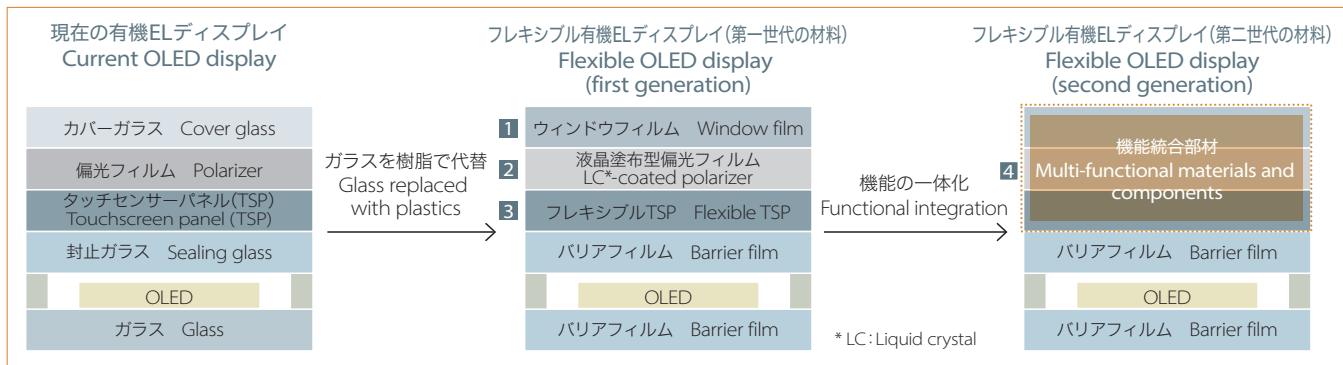 現在の有機ELディスプレイ
Current OLED display
カバーガラス Cover glass
偏光フィルム Polarizer
タッチセンサーパネル(TSP)
Touchscreen panel (TSP)
封止ガラス Sealing glass
OLED
ガラス Glass
ガラスを樹脂で代替
Glass replaced
with plastics
フレキシブル有機ELディスプレイ(第一世代の材料)
Flexible OLED display
(first generation)
1 ウィンドウフィルム Window film
2 液晶塗布型偏光フィルム
LC*-coated polarizer
3 フレキシブルTSP Flexible TSP
バリアフィルム Barrier film
OLED
バリアフィルム Barrier film
機能の一体化
Functional integration
* LC：Liquid crystal
フレキシブル有機ELディスプレイ(第二世代の材料)
Flexible OLED display
(second generation)
4 機能統合部材
Multi-functional materials and
components
バリアフィルム Barrier film
OLED
バリアフィルム Barrier film